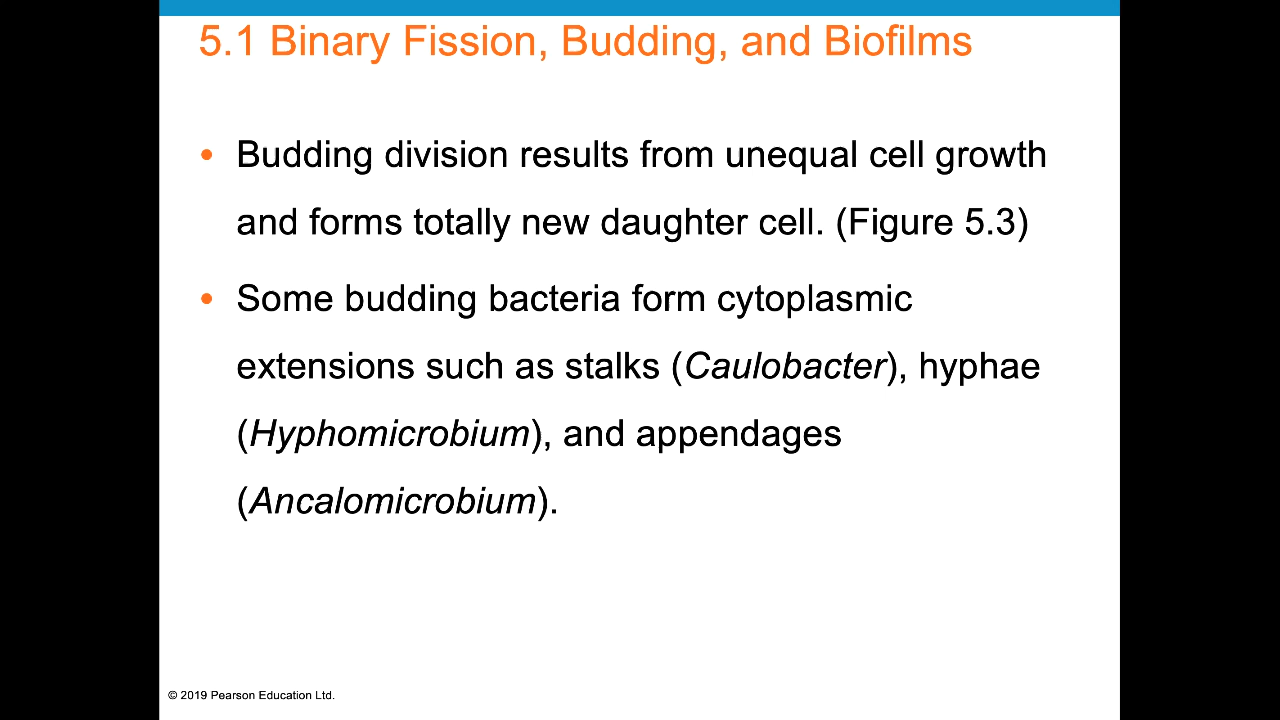 5.1 Binary Fission, Budding, and Biofilms
• Budding division results from unequal cell growth
and forms totally new daughter cell. (Figure 5.3)
• Some budding bacteria form cytoplasmic
extensions such as stalks (Caulobacter), hyphae
(Hyphomicrobium), and appendages
(Ancalomicrobium).
© 2019 Pearson Education Ltd.